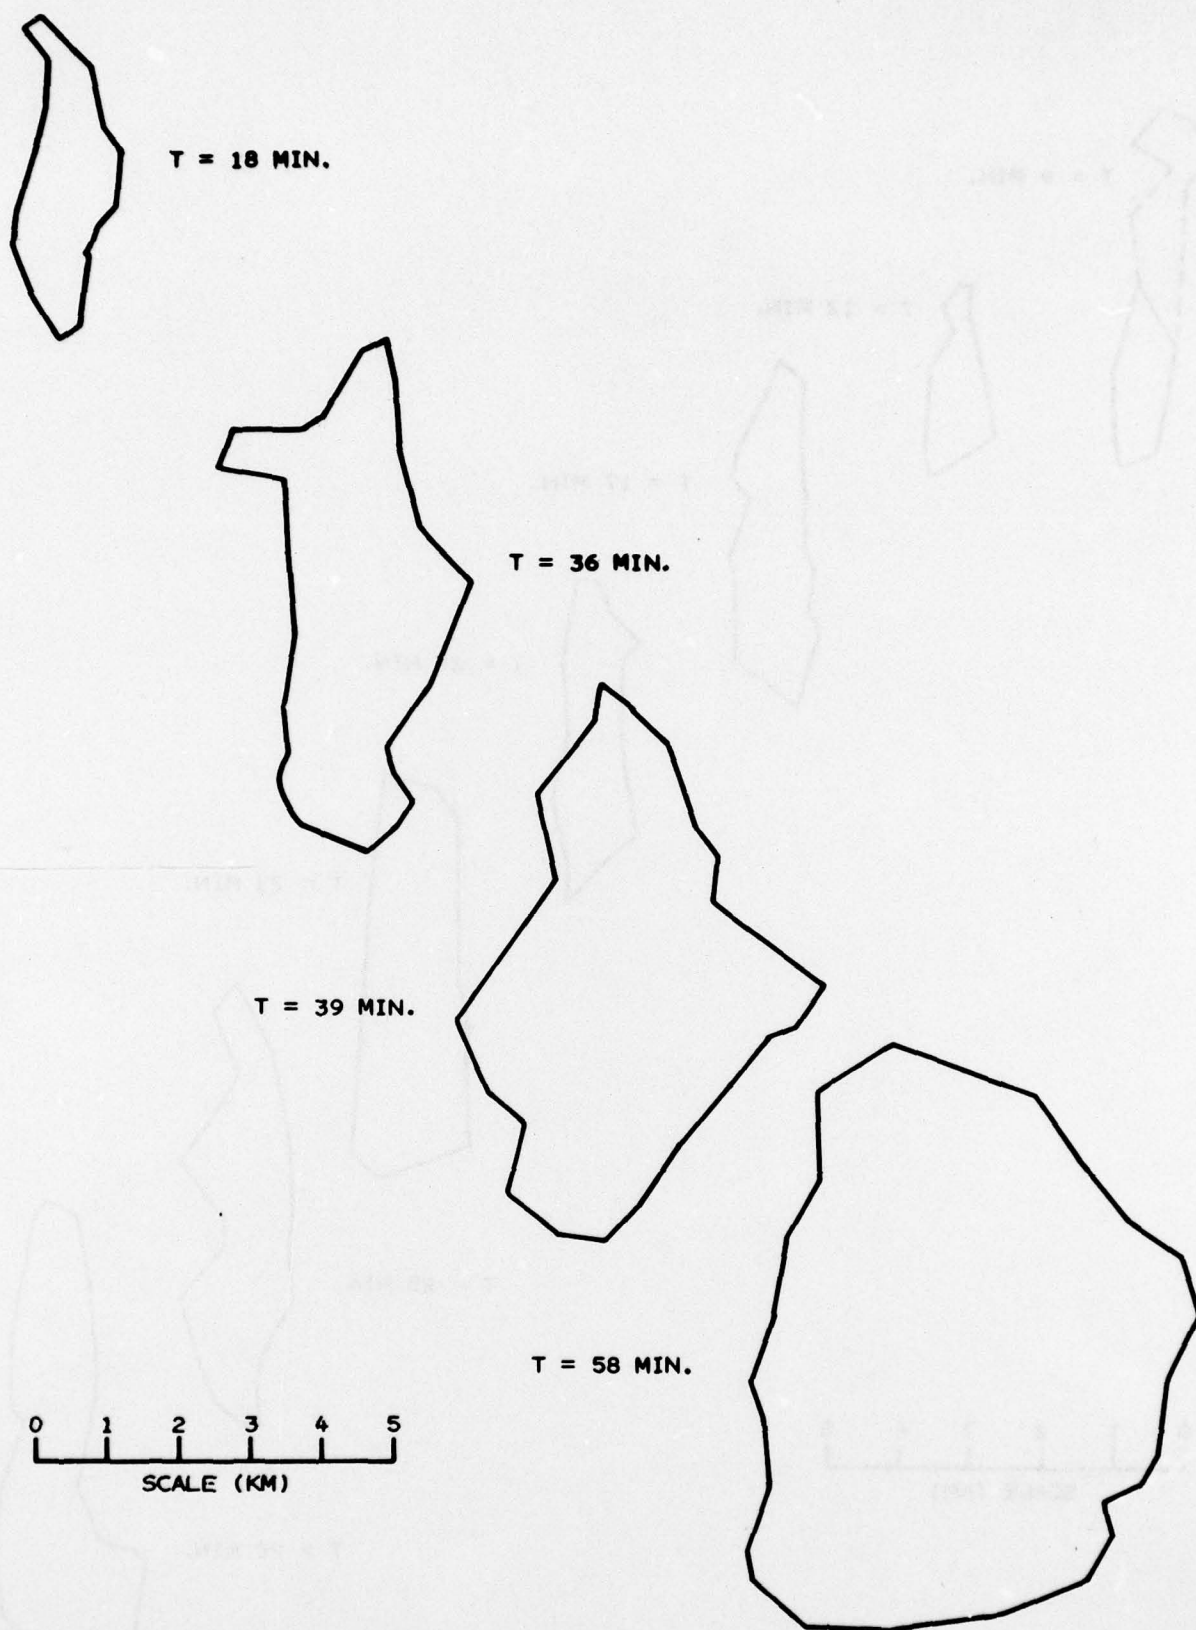 T = 18 MIN.
T = 36 MIN.
T = 39 MIN.
T = 58 MIN.
0 1 2 3 4 5
SCALE (KM)